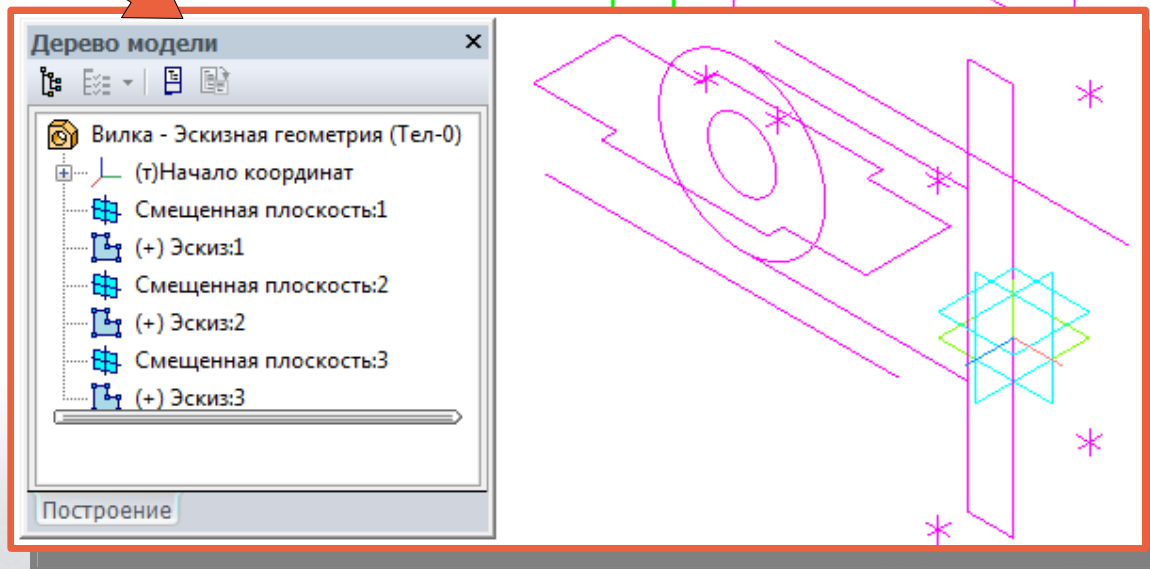 Дерево модели
Вилка - Эскизная геометрия (Тел-0)
(т)Начало координат
Смещенная плоскость:1
(+) Эскиз:1
Смещенная плоскость:2
(+) Эскиз:2
Смещенная плоскость:3
(+) Эскиз:3
Построение